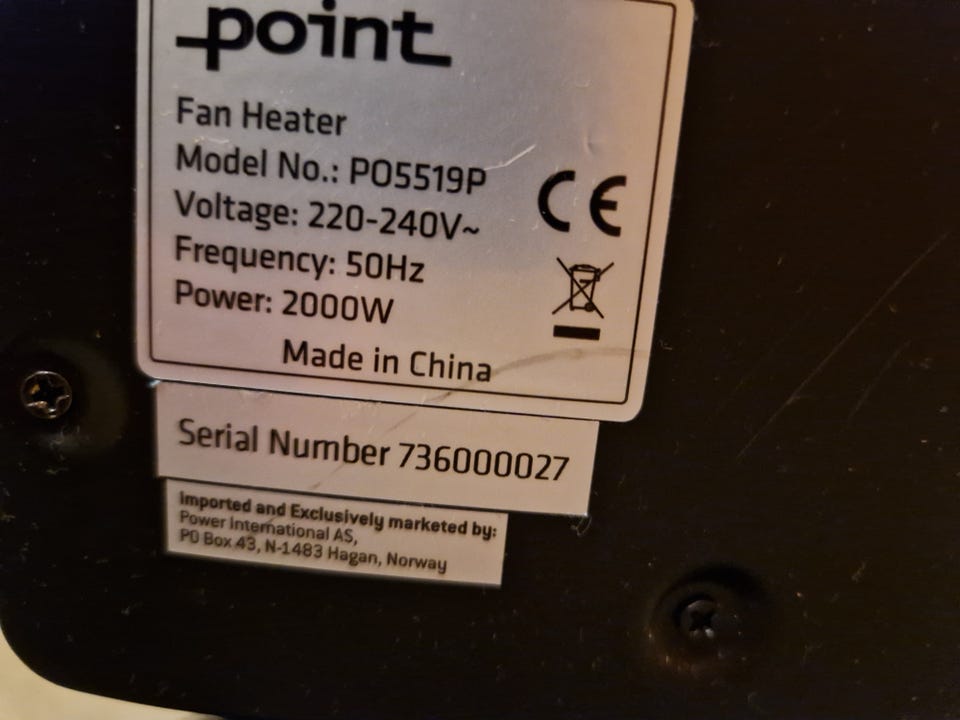 point
Fan Heater
Model No.: PO5519P
Voltage: 220-240V~
Frequency: 50Hz
Power: 2000W
CE
Made in China
Serial Number 736000027
Imported and Exclusively marketed by:
Power International AS,
PO Box 43, N-1483 Hagan, Norway